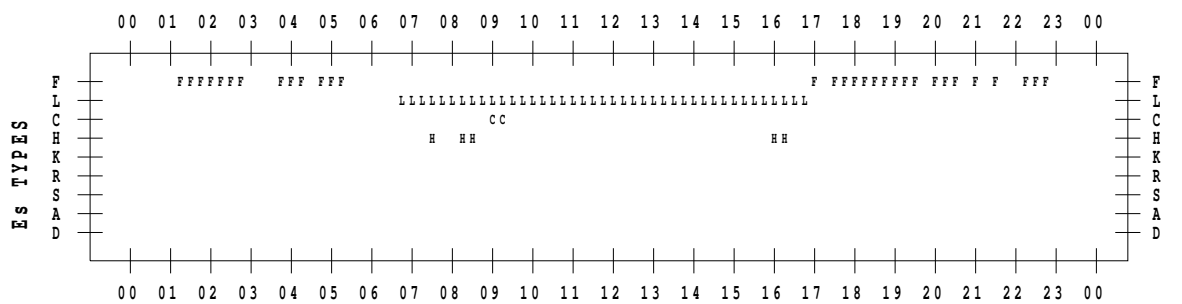 00 01 02 03 04 05 06 07 08 09 10 11 12 13 14 15 16 17 18 19 20 21 22 23 00
Es TYPES
F FFFFFFF FFF FFF F FFFFFFFFF FFF F F FFF F
L LLLLLLLLLLLLLLLLLLLLLLLLLLLLLLLLLLLLLLLLL L
C CC C
H H HH HH H
K K
R R
S S
A A
D D
00 01 02 03 04 05 06 07 08 09 10 11 12 13 14 15 16 17 18 19 20 21 22 23 00